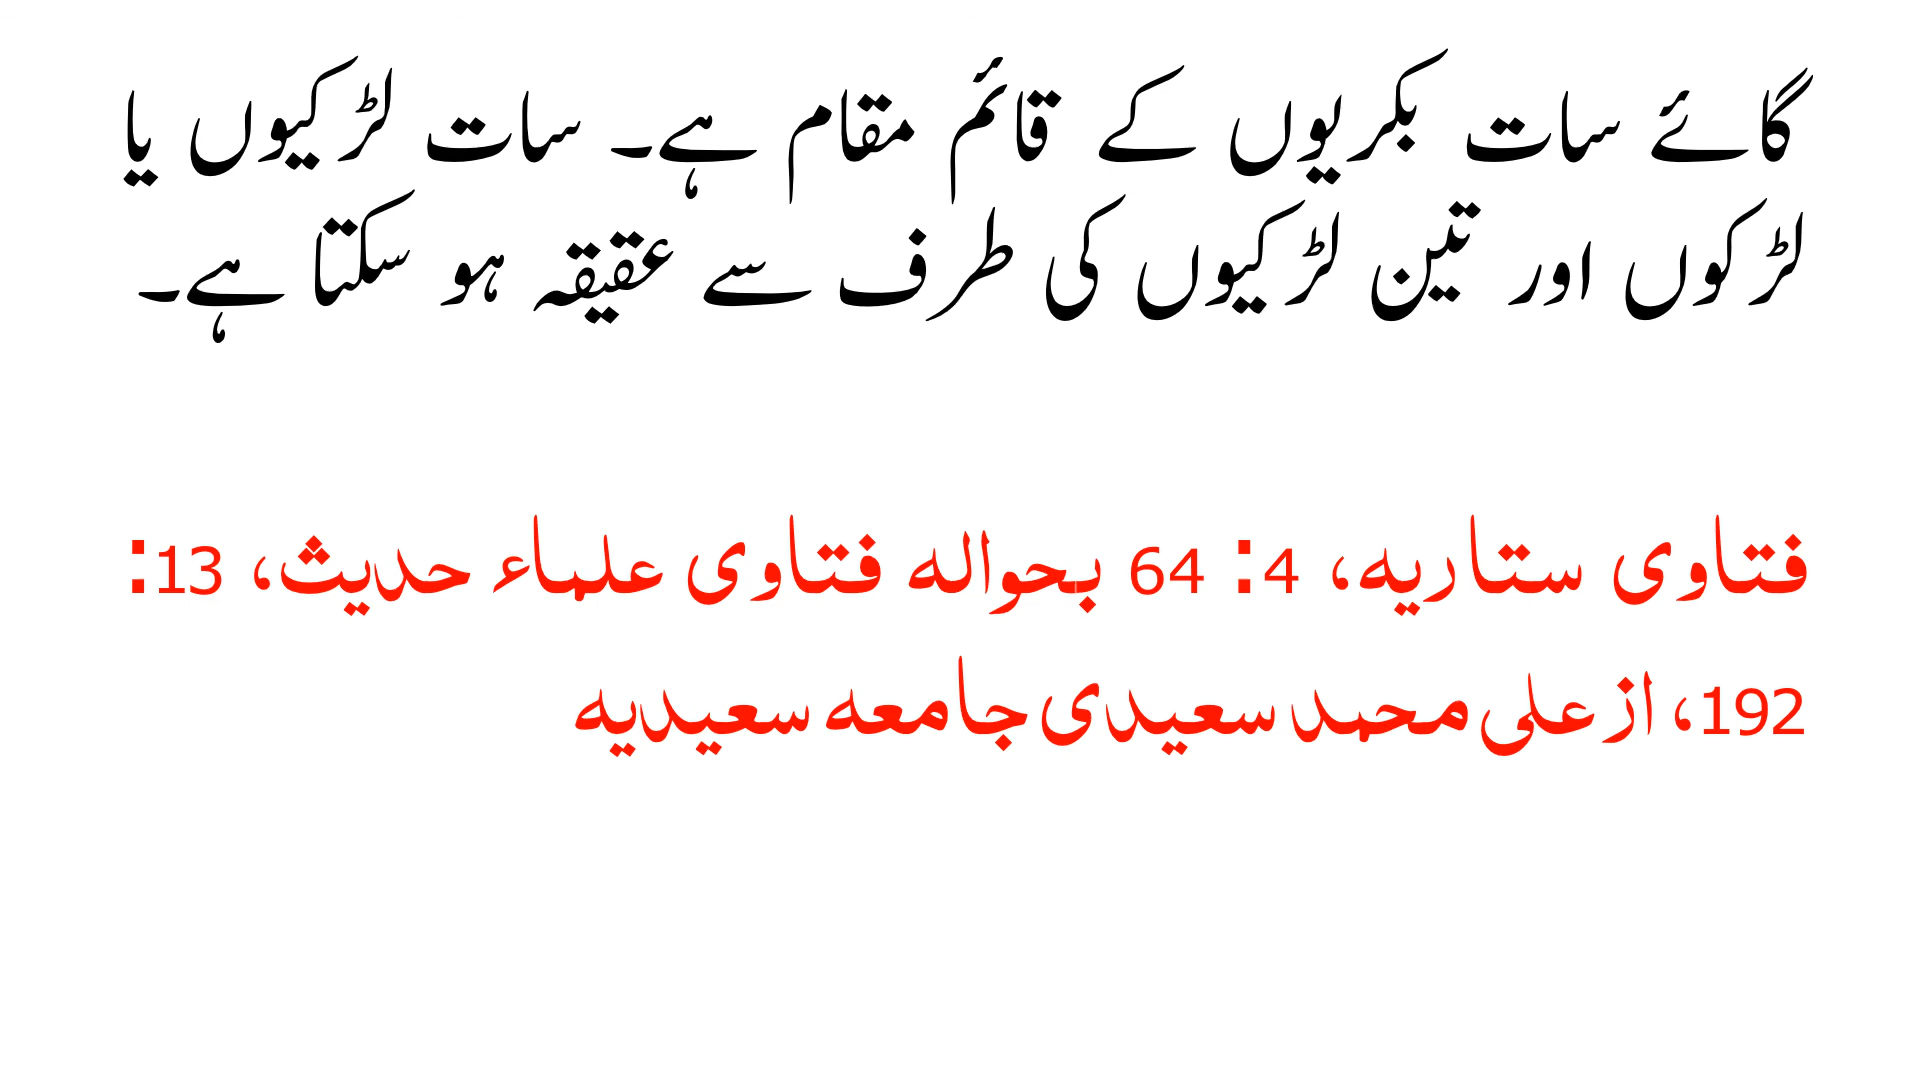 گائے سات بکریوں کے قائم مقام ہے۔ سات لڑکیوں یا
لڑکوں اور تین لڑکیوں کی طرف سے عقیقہ ہو سکتا ہے۔
فتاوی ستاریہ، 4: 64 بحوالہ فتاوی علماء حدیث، 13:
192، از علی محمد سعیدی جامعہ سعیدیہ